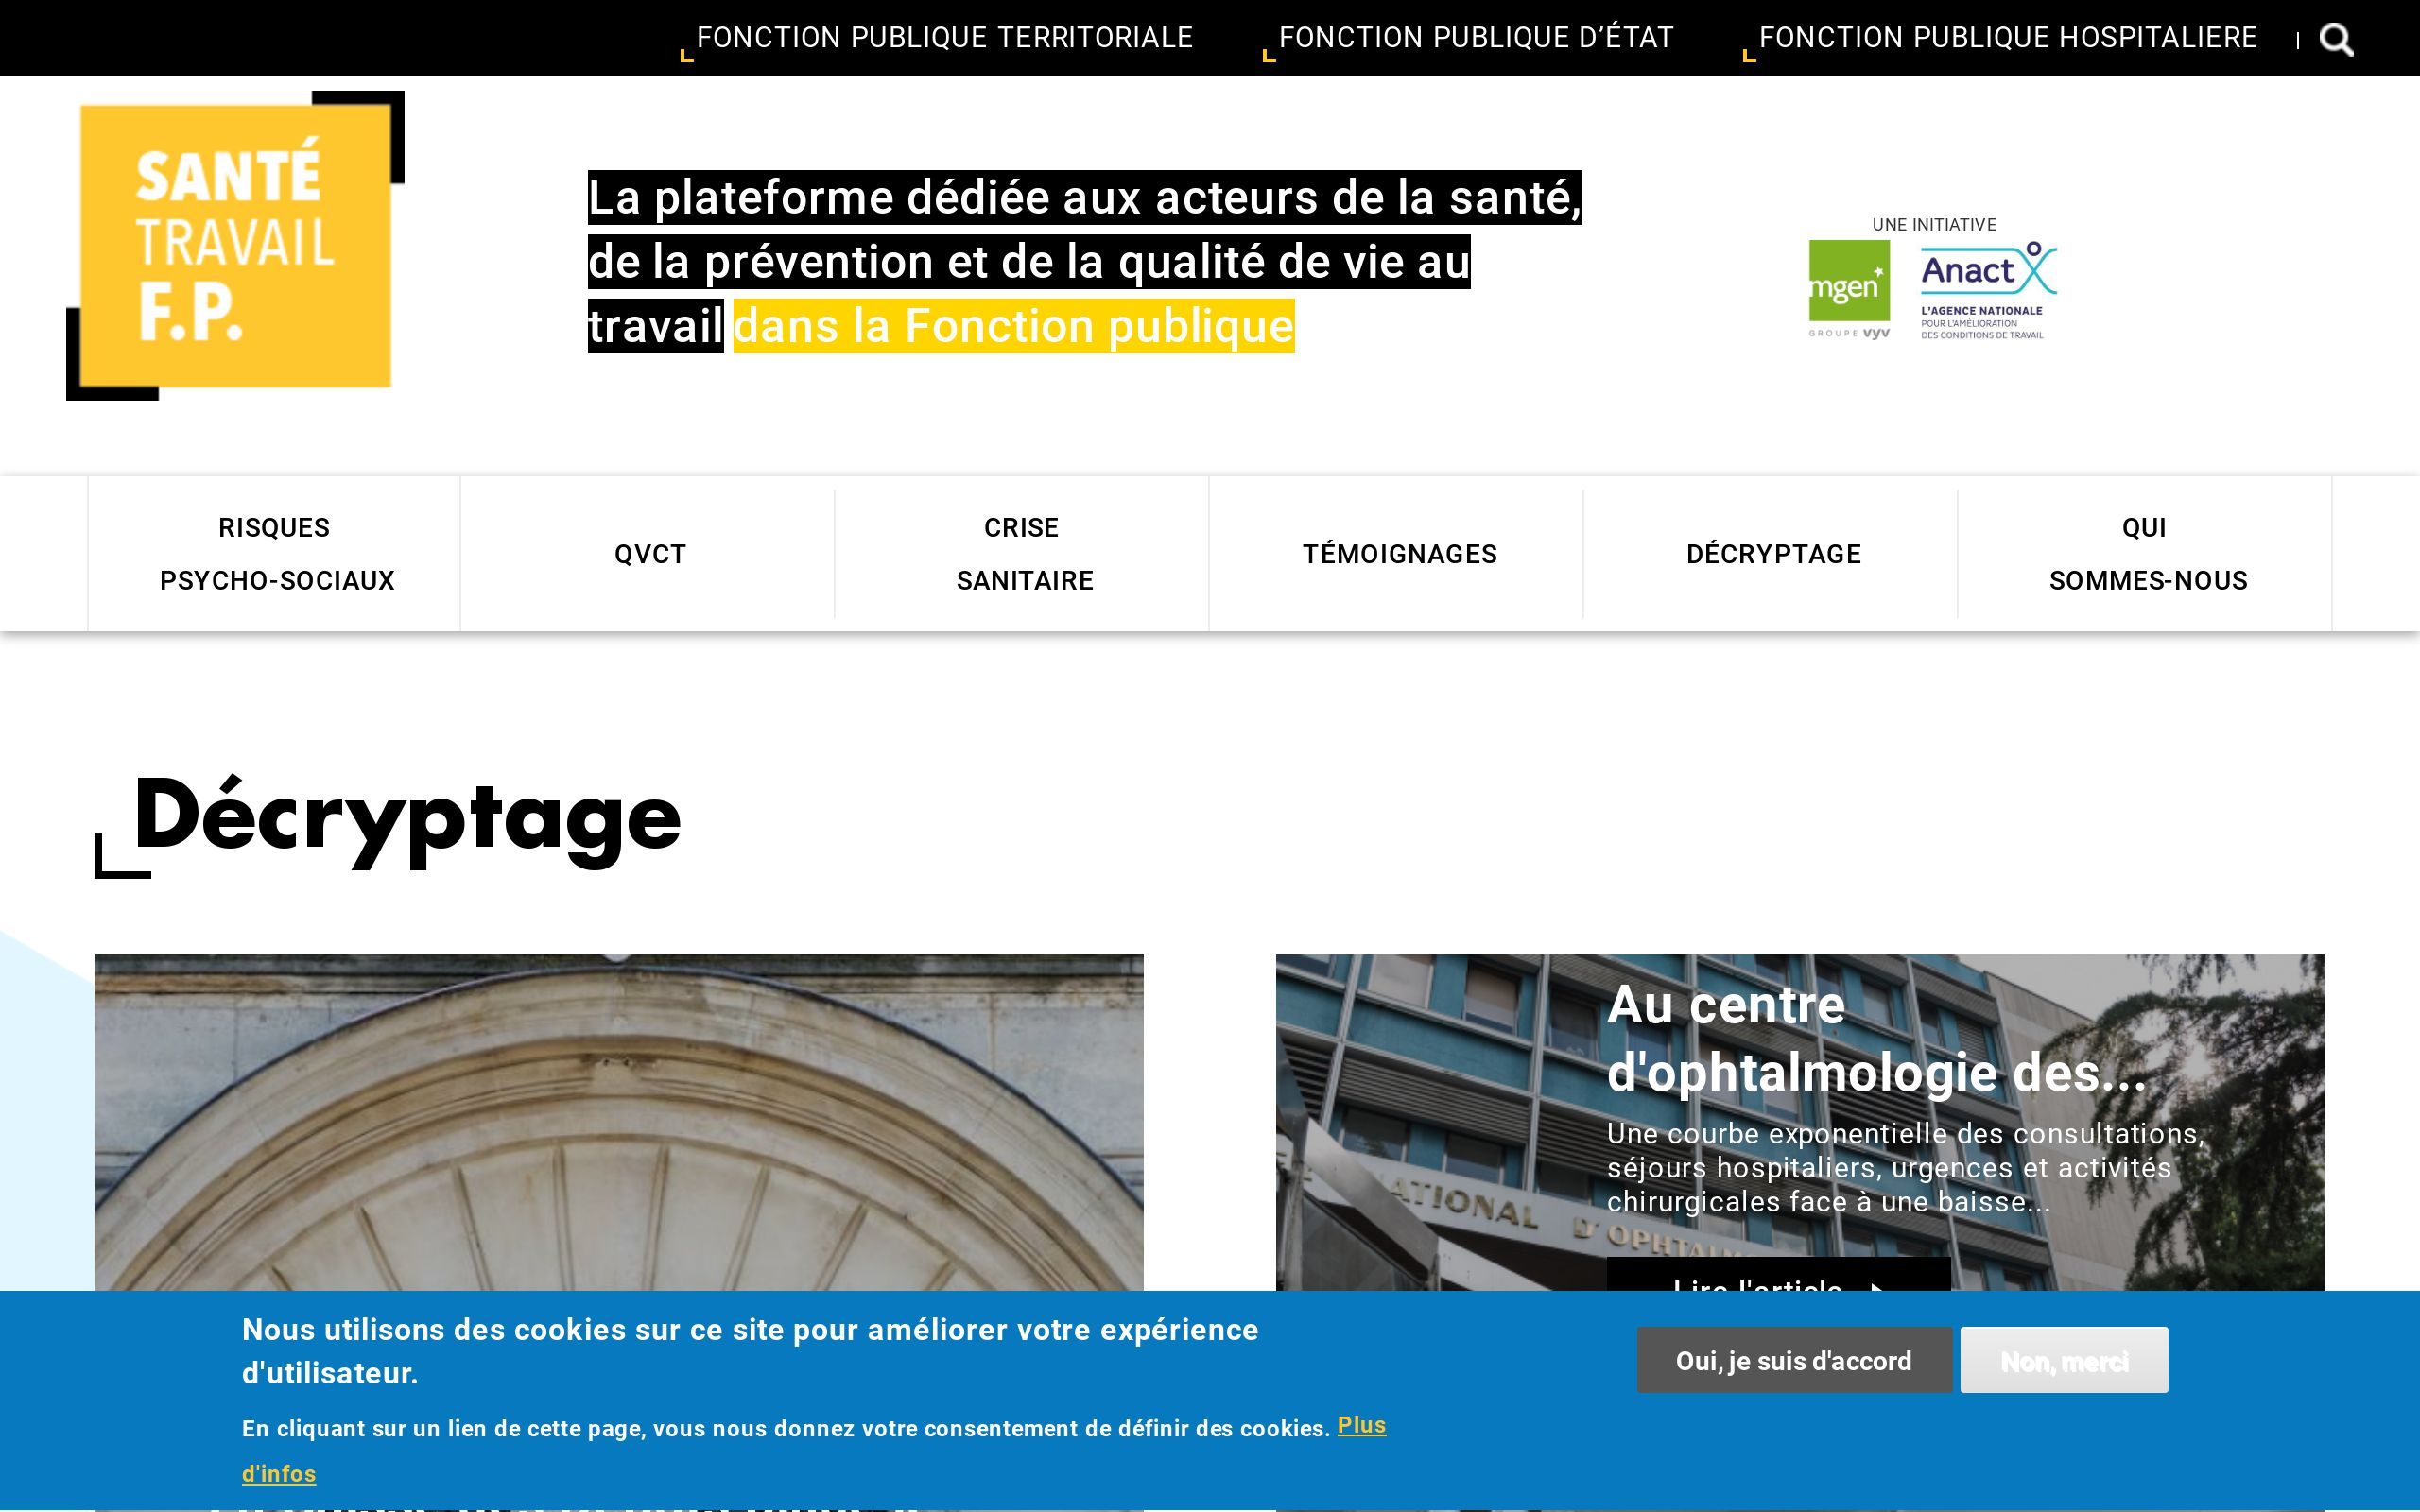 FONCTION PUBLIQUE TERRITORIALE
FONCTION PUBLIQUE D’ÉTAT
FONCTION PUBLIQUE HOSPITALIERE
SANTÉ
TRAVAIL
F.P.
La plateforme dédiée aux acteurs de la santé,
de la prévention et de la qualité de vie au
travail dans la Fonction publique
UNE INITIATIVE
mgen
GROUPE vyv
Anact
L'AGENCE NATIONALE
POUR L'AMÉLIORATION
DES CONDITIONS DE TRAVAIL
RISQUES
PSYCHO-SOCIAUX
QVCT
CRISE
SANITAIRE
TÉMOIGNAGES
DÉCRYPTAGE
QUI
SOMMES-NOUS
Décryptage
Au centre
d'ophtalmologie des...
Une courbe exponentielle des consultations,
séjours hospitaliers, urgences et activités
chirurgicales face à une baisse...
NATIONAL D'OPHTALM
Lire l'article
Nous utilisons des cookies sur ce site pour améliorer votre expérience
d'utilisateur.
En cliquant sur un lien de cette page, vous nous donnez votre consentement de définir des cookies. Plus
d'infos
Oui, je suis d'accord
Non, merci